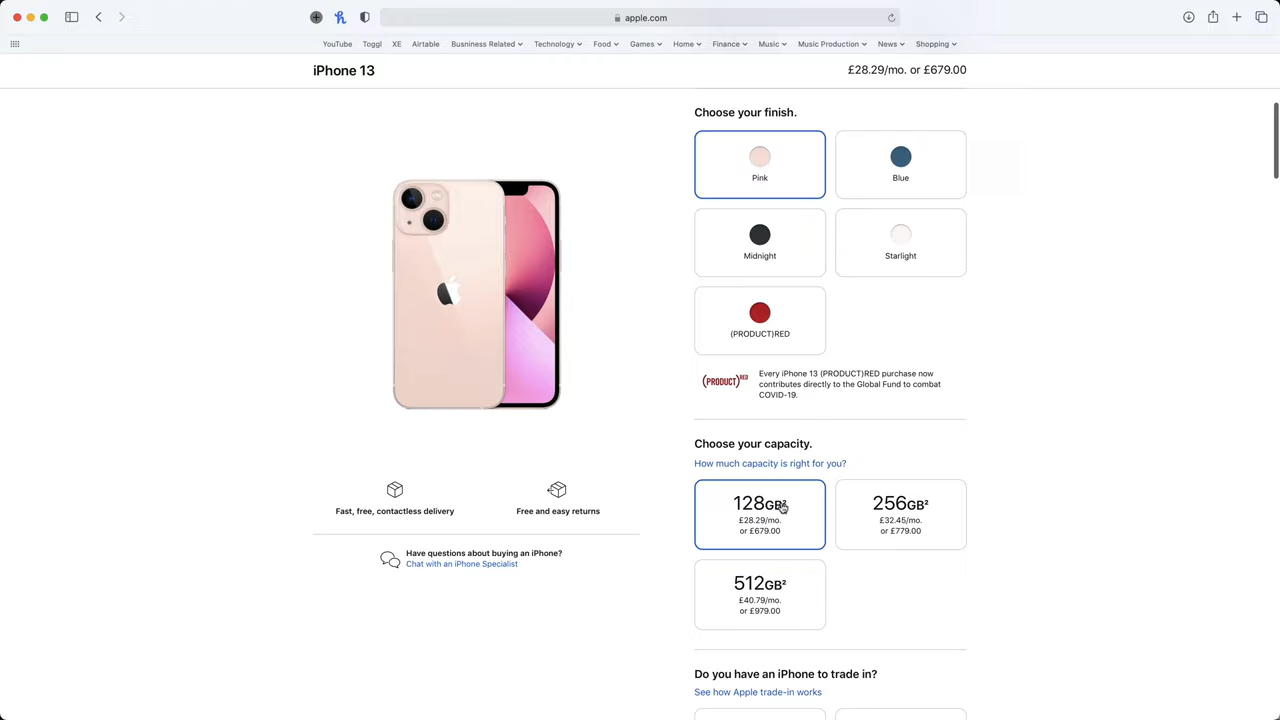 apple.com
YouTube Toggl XE Airtable Busniness Related Technology Food Games Home Finance Music Music Production News Shopping
iPhone 13
£28.29/mo. or £679.00
Choose your finish.
Pink
Blue
Midnight
Starlight
(PRODUCT)RED
(PRODUCT)RED
Every iPhone 13 (PRODUCT)RED purchase now
contributes directly to the Global Fund to combat
COVID-19.
Choose your capacity.
How much capacity is right for you?
128GB²
£28.29/mo.
or £679.00
256GB²
£32.45/mo.
or £779.00
512GB²
£40.79/mo.
or £979.00
Fast, free, contactless delivery
Free and easy returns
Have questions about buying an iPhone?
Chat with an iPhone Specialist
Do you have an iPhone to trade in?
See how Apple trade-in works